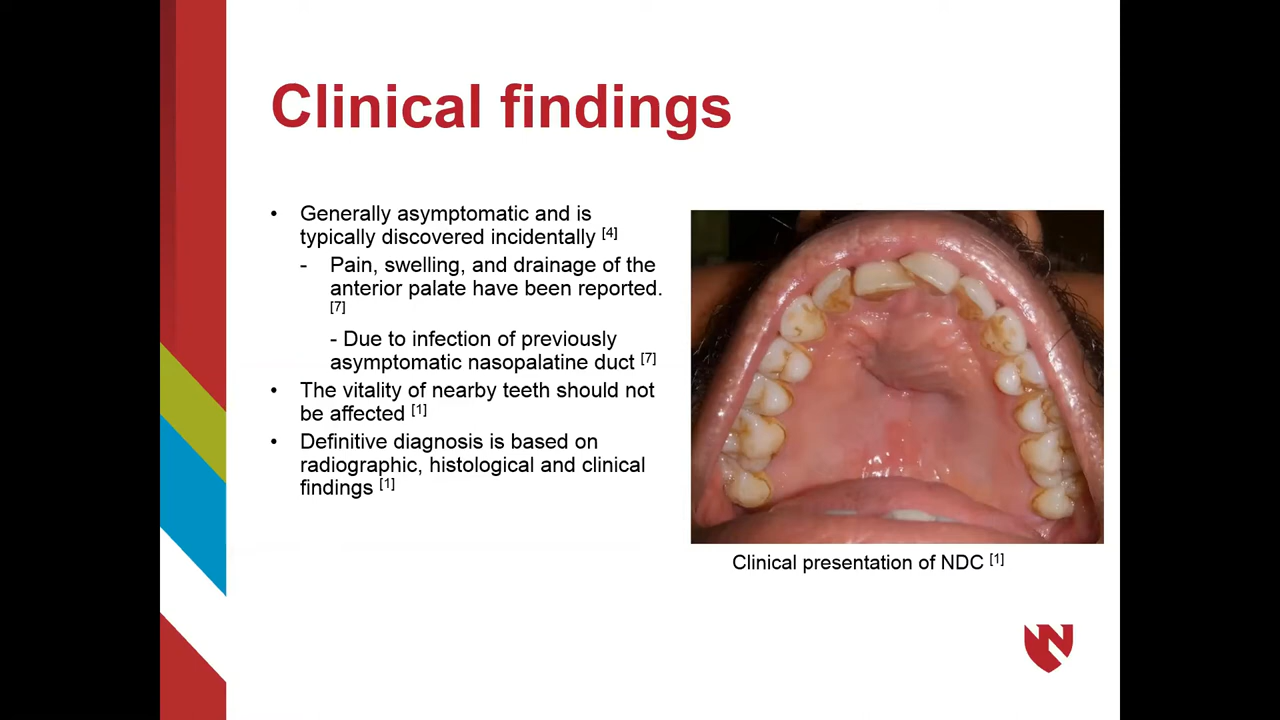 Clinical findings
• Generally asymptomatic and is
typically discovered incidentally [4]
- Pain, swelling, and drainage of the
anterior palate have been reported.
[7]
- Due to infection of previously
asymptomatic nasopalatine duct [7]
• The vitality of nearby teeth should not
be affected [1]
• Definitive diagnosis is based on
radiographic, histological and clinical
findings [1]
Clinical presentation of NDC [1]
N